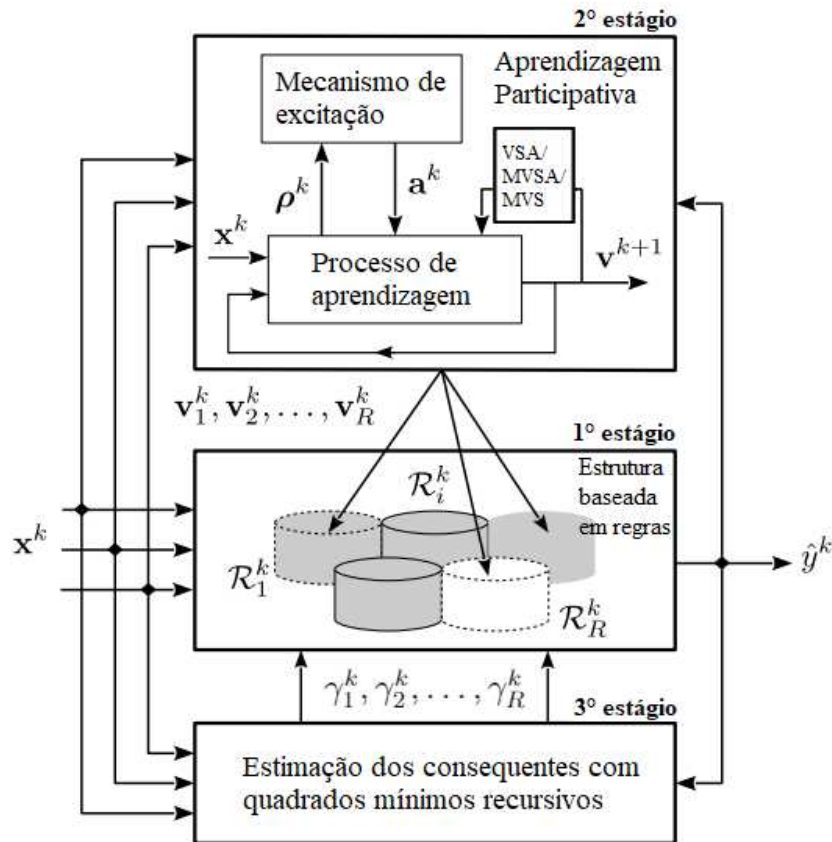 2° estágio
Mecanismo de
excitação
Aprendizagem
Participativa
VSA/
MVSA/
MVS
ρ^k
a^k
x^k
Processo de
aprendizagem
v^{k+1}
v_1^k, v_2^k, . . . , v_R^k
1° estágio
Estrutura
baseada
em regras
R_i^k
x^k
R_1^k
R_R^k
ŷ^k
γ_1^k, γ_2^k, . . . , γ_R^k
3° estágio
Estimação dos consequentes com
quadrados mínimos recursivos